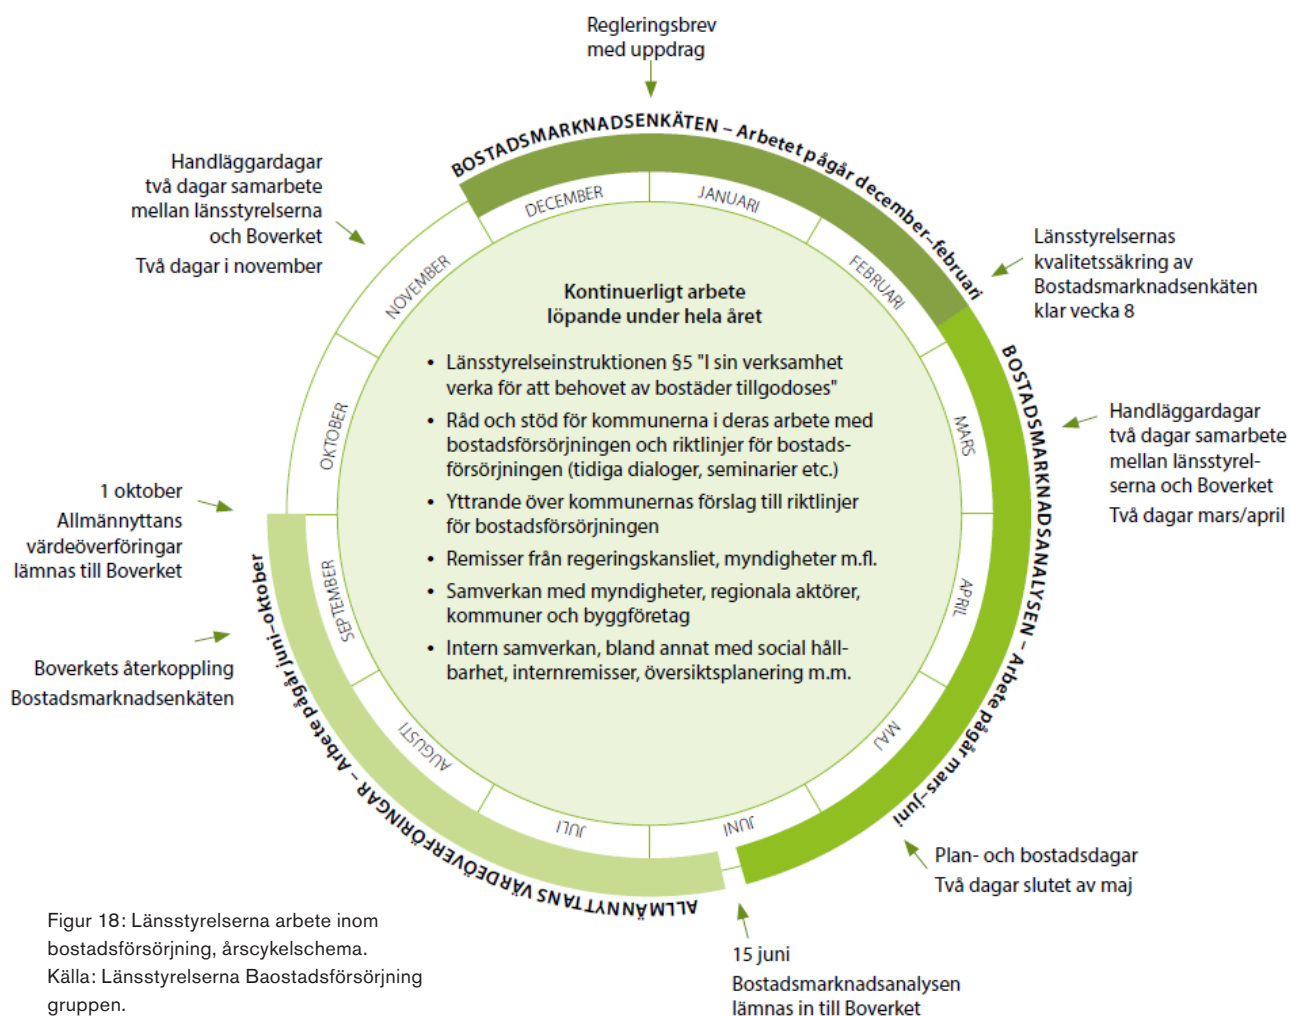 Regleringsbrev
med uppdrag
BOSTADSMARKNADSENKÄTEN – Arbetet pågår december–februari
Handläggardagar
två dagar samarbete
mellan länsstyrelserna
och Boverket
Två dagar i november
DECEMBER
JANUARI
FEBRUARI
NOVEMBER
Länsstyrelsernas
kvalitetssäkring av
Bostadsmarknadsenkäten
klar vecka 8
Kontinuerligt arbete
löpande under hela året
• Länsstyrelseinstruktionen §5 "I sin verksamhet
verka för att behovet av bostäder tillgodoses"
• Råd och stöd för kommunerna i deras arbete med
bostadsförsörjningen och riktlinjer för bostads-
försörjningen (tidiga dialoger, seminarier etc.)
• Yttrande över kommunernas förslag till riktlinjer
för bostadsförsörjningen
• Remisser från regeringskansliet, myndigheter m.fl.
• Samverkan med myndigheter, regionala aktörer,
kommuner och byggföretag
• Intern samverkan, bland annat med social håll-
barhet, internremisser, översiktsplanering m.m.
BOSTADSMARKNADSANALYSEN – Arbete pågår mars–juni
MARS
OKTOBER
Handläggardagar
två dagar samarbete
mellan länsstyrel-
serna och Boverket
Två dagar mars/april
1 oktober
Allmännyttans
värdeöverföringar
lämnas till Boverket
SEPTEMBER
APRIL
Boverkets återkoppling
Bostadsmarknadsenkäten
ALLMÄNNYTTANS VÄRDEÖVERFÖRINGAR – Arbete pågår juni–oktober
AUGUSTI
MAJ
JULI
JUNI
Plan- och bostadsdagar
Två dagar slutet av maj
15 juni
Bostadsmarknadsanalysen
lämnas in till Boverket
Figur 18: Länsstyrelserna arbete inom
bostadsförsörjning, årscykelschema.
Källa: Länsstyrelserna Baostadsförsörjning
gruppen.